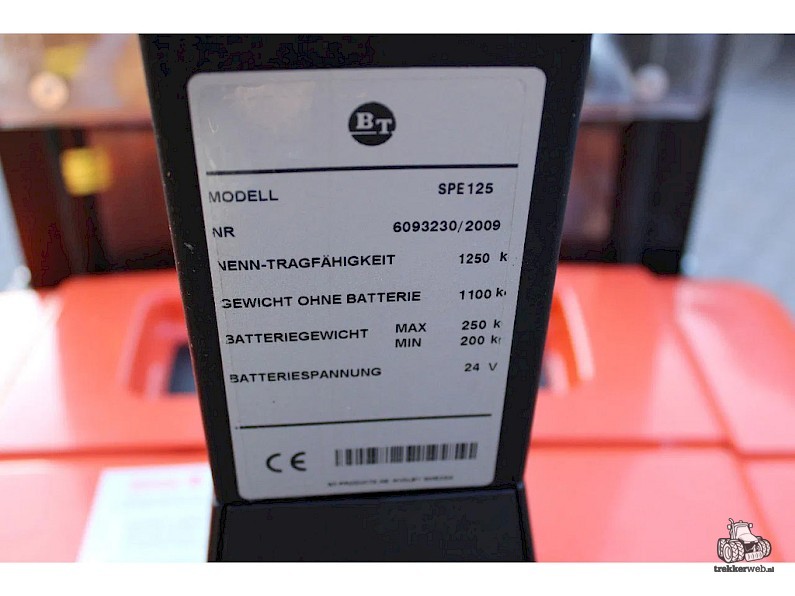 BT
MODELL SPE125
NR 6093230/2009
NENN-TRAGFÄHIGKEIT 1250 k
GEWICHT OHNE BATTERIE 1100 k
BATTERIEGEWICHT MAX 250 k
MIN 200 k
BATTERIESPANNUNG 24 V
CE
trekkerweb.nl